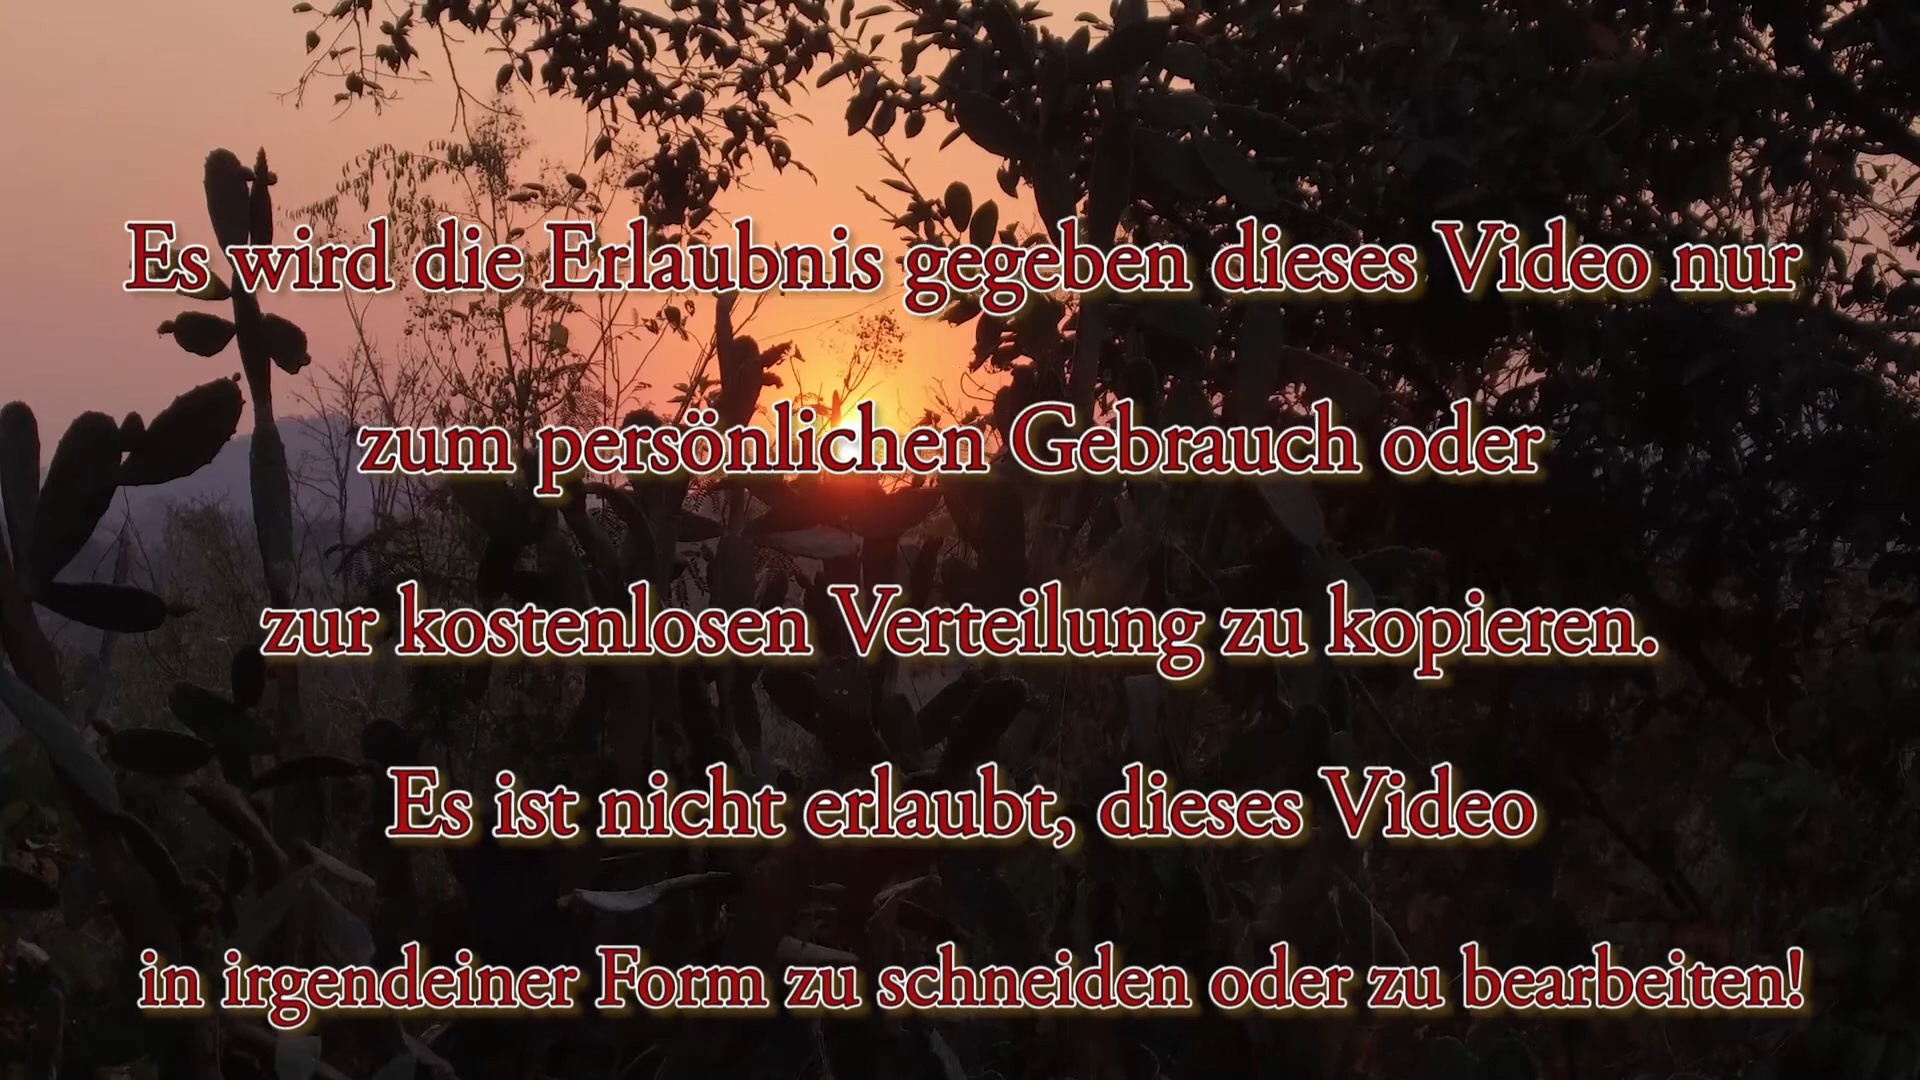 Es wird die Erlaubnis gegeben dieses Video nur
zum persönlichen Gebrauch oder
zur kostenlosen Verteilung zu kopieren.
Es ist nicht erlaubt, dieses Video
in irgendeiner Form zu schneiden oder zu bearbeiten!